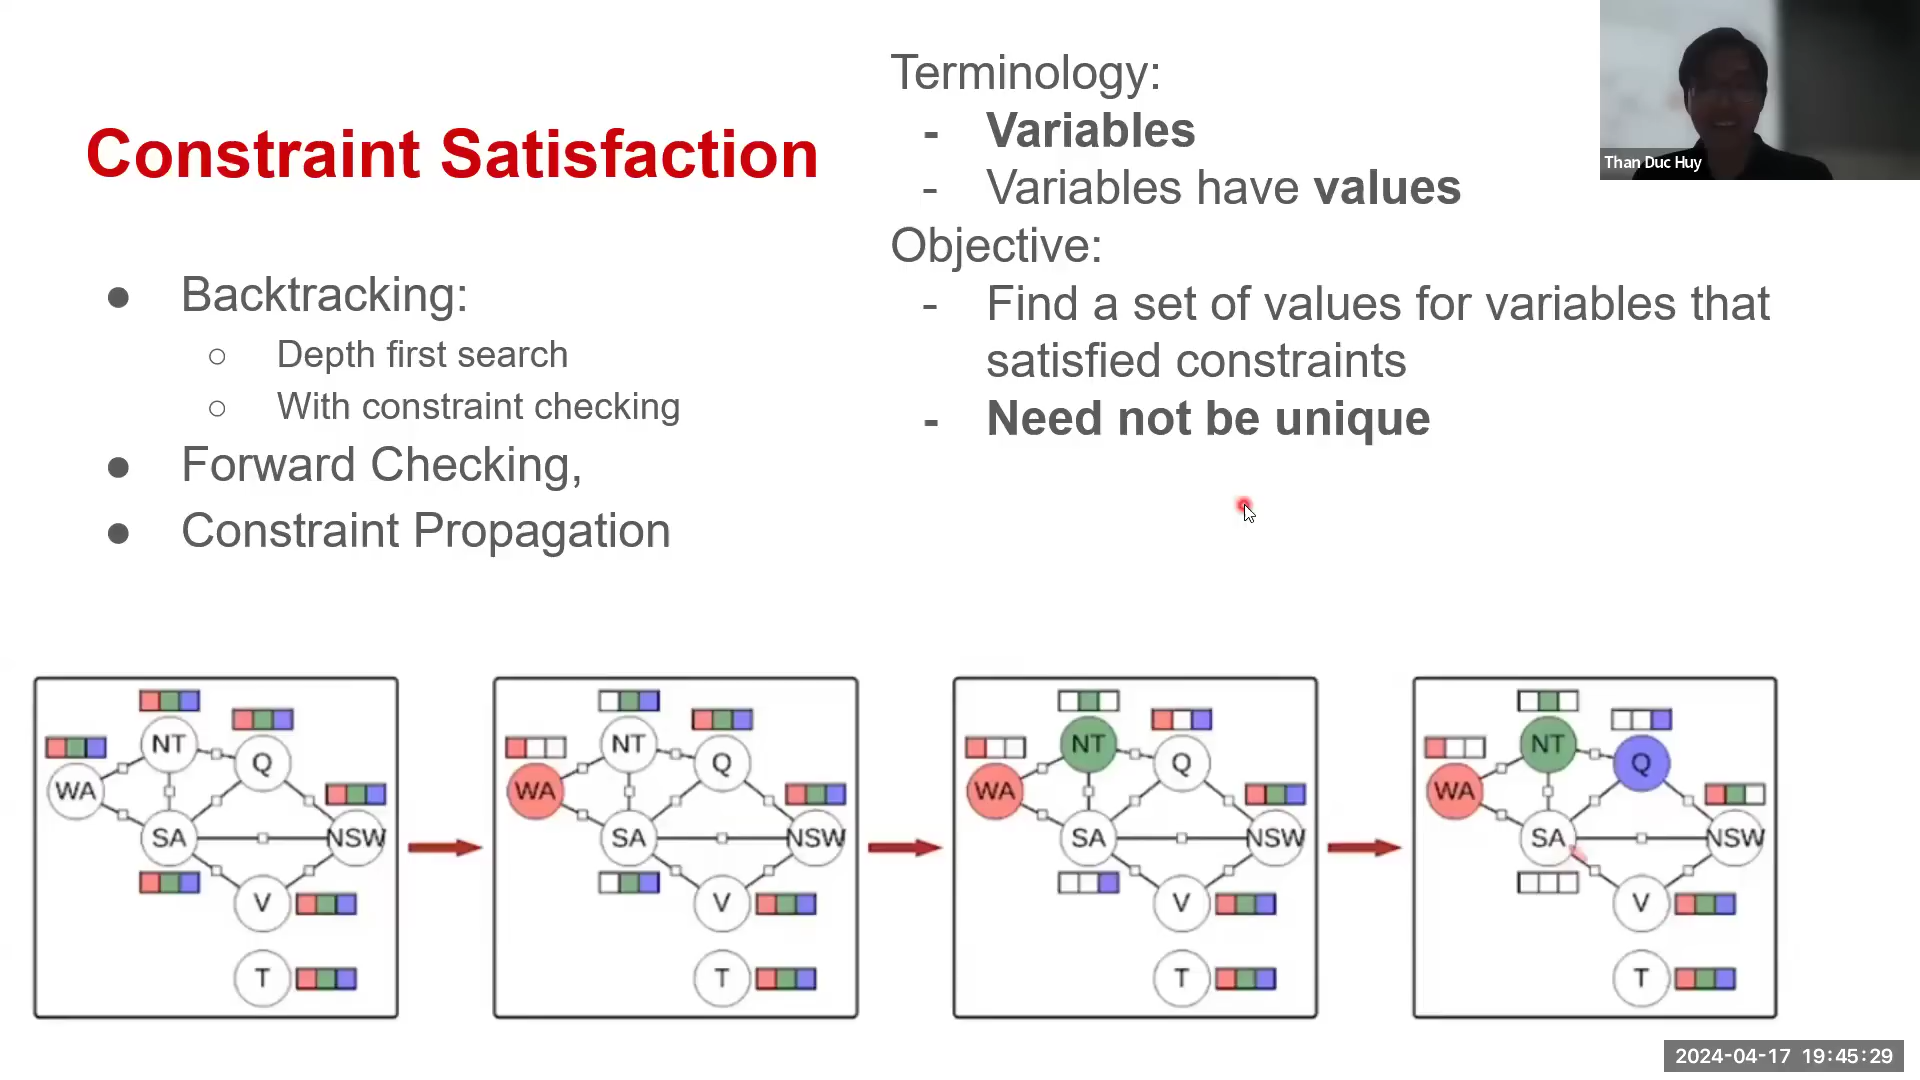 Constraint Satisfaction
● Backtracking:
○ Depth first search
○ With constraint checking
● Forward Checking,
● Constraint Propagation
Terminology:
- Variables
- Variables have values
Objective:
- Find a set of values for variables that
satisfied constraints
- Need not be unique
Than Duc Huy
NT
Q
WA
SA
NSW
V
T
NT
Q
WA
SA
NSW
V
T
NT
Q
WA
SA
NSW
V
T
NT
Q
WA
SA
NSW
V
T
2024-04-17 19:45:29